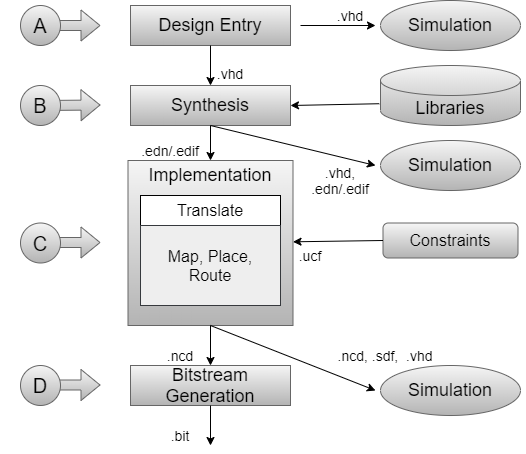 A
Design Entry
.vhd
Simulation
.vhd
B
Synthesis
Libraries
.edn/.edif
.vhd,
.edn/.edif
Simulation
Implementation
Translate
C
Map, Place,
Route
Constraints
.ucf
.ncd
.ncd, .sdf, .vhd
D
Bitstream
Generation
Simulation
.bit